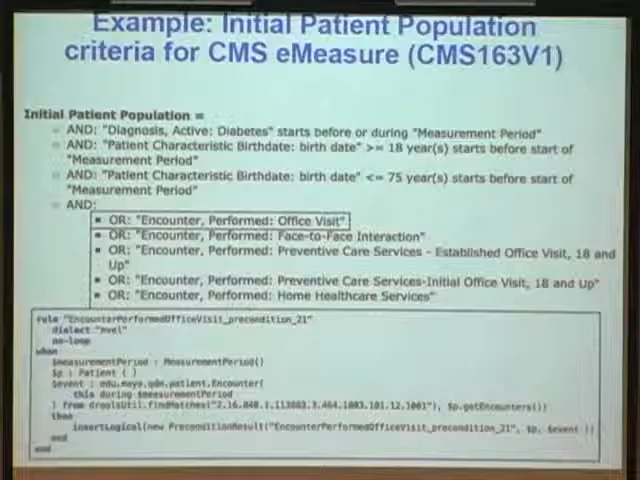 Example: Initial Patient Population
criteria for CMS eMeasure (CMS163V1)
Initial Patient Population =
AND: "Diagnosis, Active: Diabetes" starts before or during "Measurement Period"
AND: "Patient Characteristic Birthdate: birth date" >= 18 year(s) starts before start of
"Measurement Period"
AND: "Patient Characteristic Birthdate: birth date" <= 75 year(s) starts before start of
"Measurement Period"
AND:
OR: "Encounter, Performed: Office Visit"
OR: "Encounter, Performed: Face-to-Face Interaction"
OR: "Encounter, Performed: Preventive Care Services - Established Office Visit, 18 and
Up"
OR: "Encounter, Performed: Preventive Care Services-Initial Office Visit, 18 and Up"
OR: "Encounter, Performed: Home Healthcare Services"
rule "EncounterPerformedOfficeVisit_precondition_21"
dialect "mvel"
no-loop
when
$measurementPeriod : MeasurementPeriod()
$p : Patient ( )
$event : edu.mayo.qdm.patient.Encounter(
this during $measurementPeriod
) from droolsUtil.findMatches("2.16.840.1.113883.3.464.1003.101.12.1001", $p.getEncounters())
then
insertLogical(new PreconditionResult("EncounterPerformedOfficeVisit_precondition_21", $p, $event ))
end
end